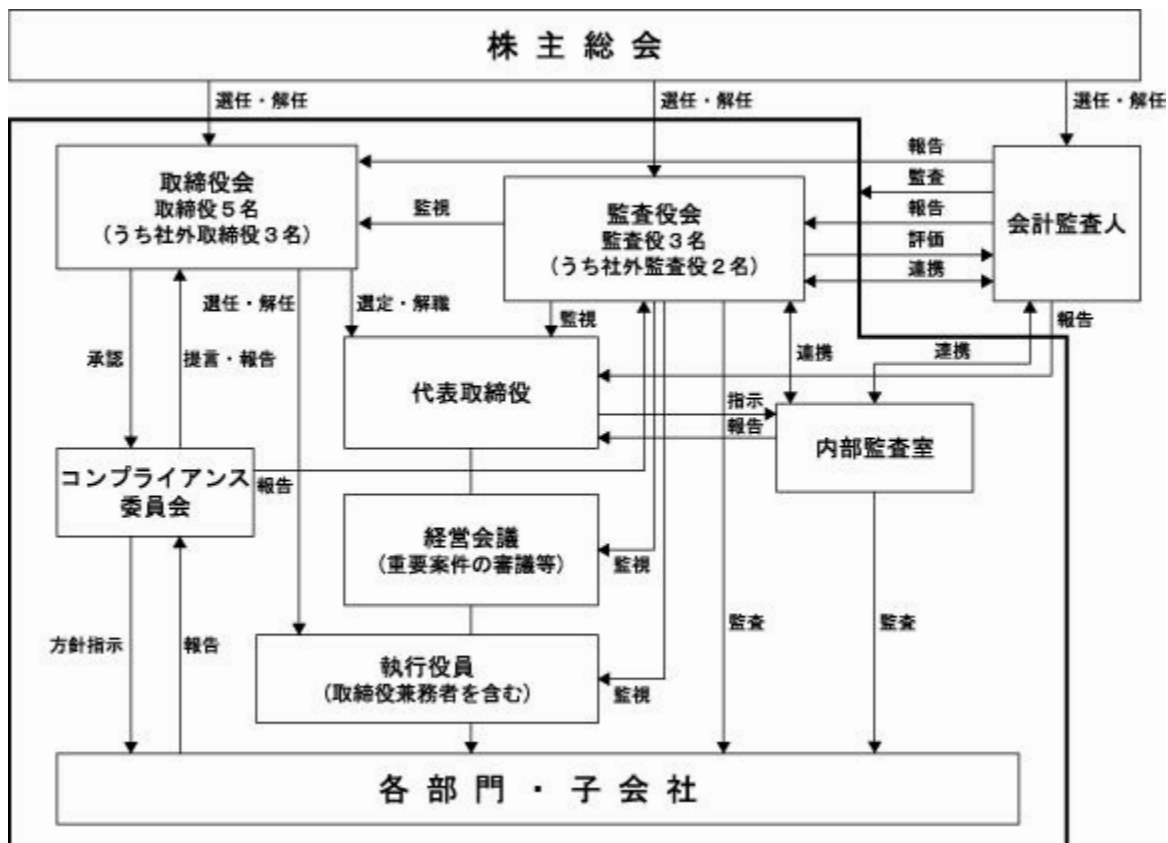 株主総会
選任・解任
選任・解任
選任・解任
取締役会
取締役5名
(うち社外取締役3名)
監視
監査役会
監査役3名
(うち社外監査役2名)
報告
監査
報告
評価
連携
会計監査人
選任・解任
選定・解職
監視
連携
連携
報告
承認
提言・報告
代表取締役
指示
報告
内部監査室
コンプライアンス
委員会
報告
経営会議
(重要案件の審議等)
監視
方針指示
報告
執行役員
(取締役兼務者を含む)
監視
監査
監査
各部門・子会社